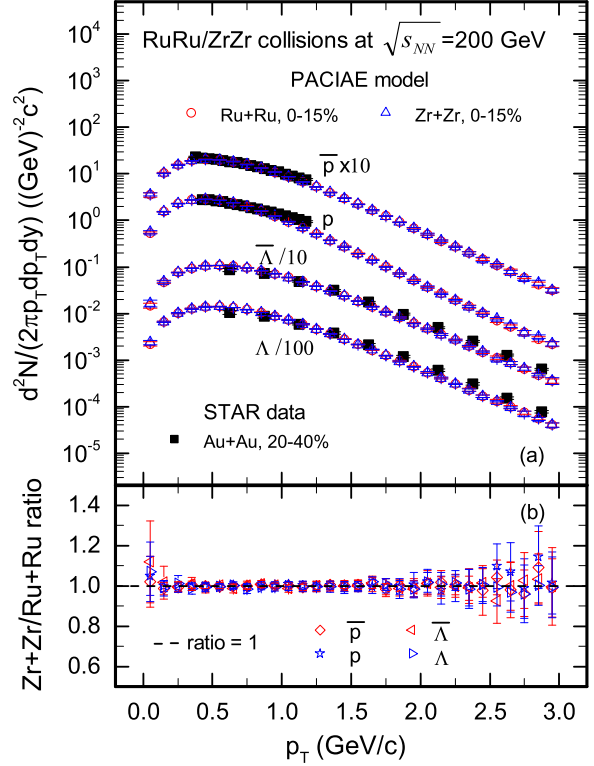 RuRu/ZrZr collisions at √s_NN =200 GeV
PACIAE model
Ru+Ru, 0-15%
Zr+Zr, 0-15%
p̅ x10
p
Λ̅ /10
Λ /100
STAR data
Au+Au, 20-40%
(a)
10⁴
10³
10²
10¹
10⁰
10⁻¹
10⁻²
10⁻³
10⁻⁴
10⁻⁵
d²N/(2πp_Tdp_Tdy) ((GeV)⁻²c²)
(b)
1.4
1.2
1.0
0.8
0.6
Zr+Zr/Ru+Ru ratio
ratio = 1
p̅
Λ̅
p
Λ
0.0 0.5 1.0 1.5 2.0 2.5 3.0
p_T (GeV/c)